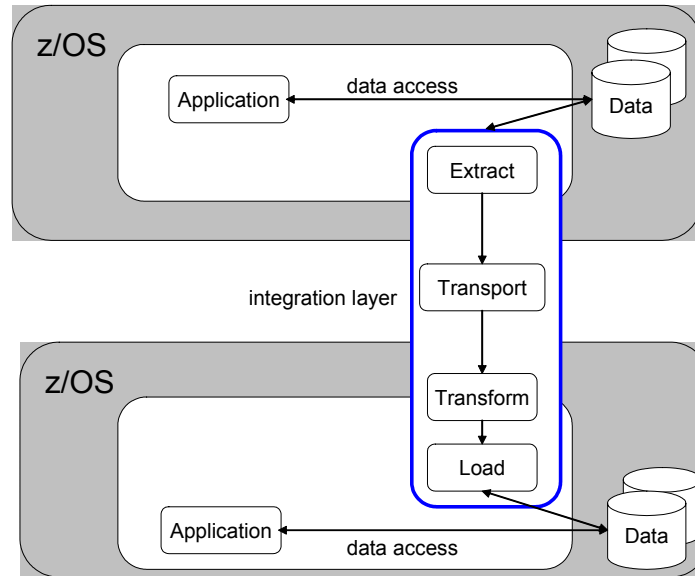 z/OS
Application
data access
Data
Extract
integration layer
Transport
z/OS
Transform
Load
Application
data access
Data